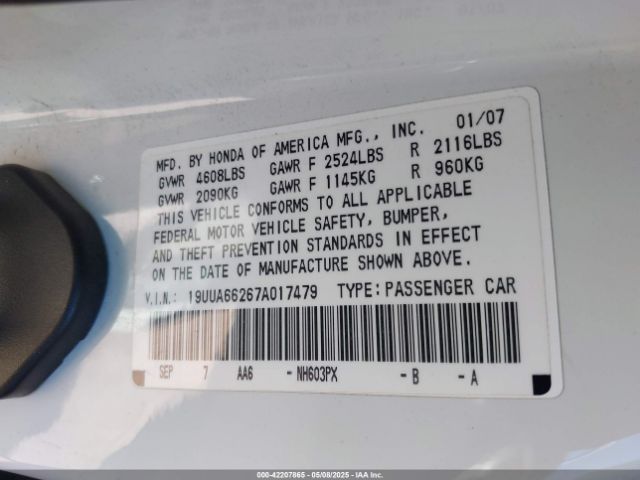 MFD. BY HONDA OF AMERICA MFG., INC. 01/07
GVWR 4608LBS GAWR F 2524LBS R 2116LBS
GVWR 2090KG GAWR F 1145KG R 960KG
THIS VEHICLE CONFORMS TO ALL APPLICABLE
FEDERAL MOTOR VEHICLE SAFETY, BUMPER,
AND THEFT PREVENTION STANDARDS IN EFFECT
ON THE DATE OF MANUFACTURE SHOWN ABOVE.
V.I.N.: 19UUA66267A017479 TYPE: PASSENGER CAR
SEP 7 AA6 - NH603PX - B - A
000-42207865 - 05/08/2025 - IAAI.COM